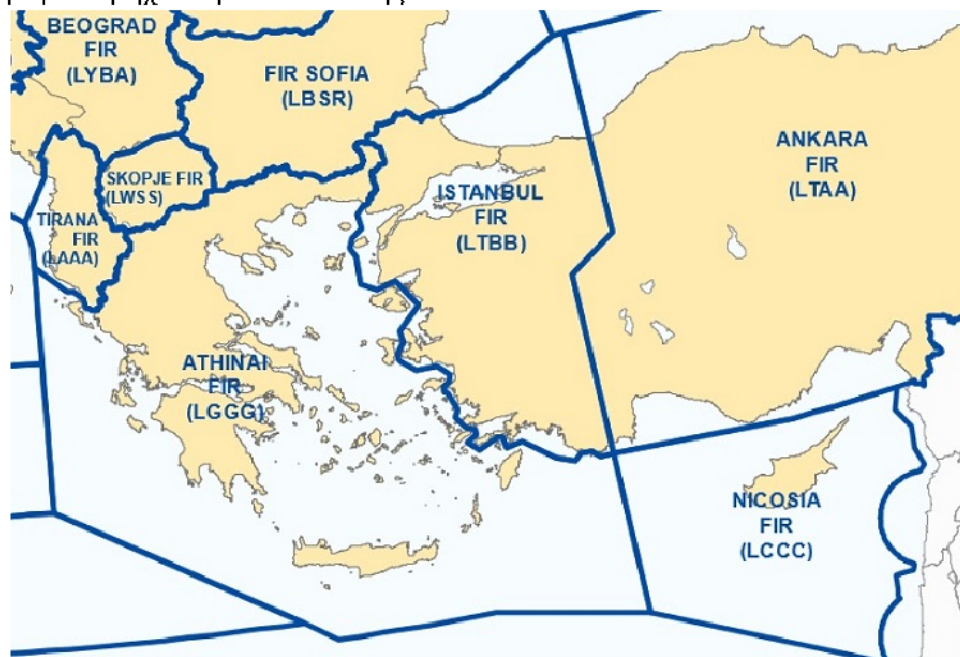 BEOGRAD
FIR
(LYBA)
FIR SOFIA
(LBSR)
ANKARA
FIR
(LTAA)
SKOPJE FIR
(LWSS)
ISTANBUL
FIR
(LTBB)
TIRANA
FIR
(LAAA)
ATHINAI
FIR
(LGGG)
NICOSIA
FIR
(LCCC)